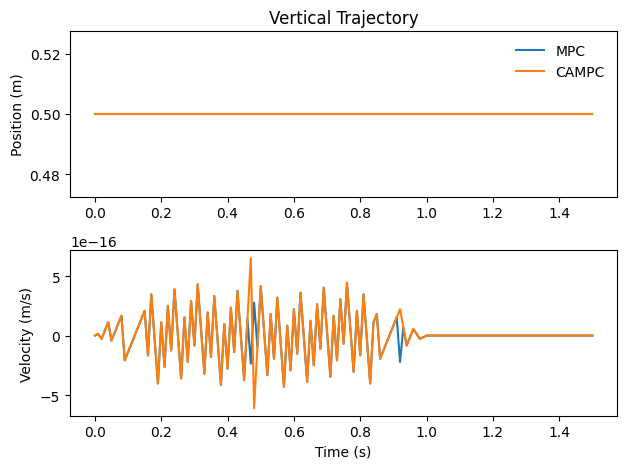 Vertical Trajectory
MPC
CAMPC
Position (m)
0.52
0.50
0.48
0.0 0.2 0.4 0.6 0.8 1.0 1.2 1.4
1e−16
Velocity (m/s)
5
0
−5
0.0 0.2 0.4 0.6 0.8 1.0 1.2 1.4
Time (s)